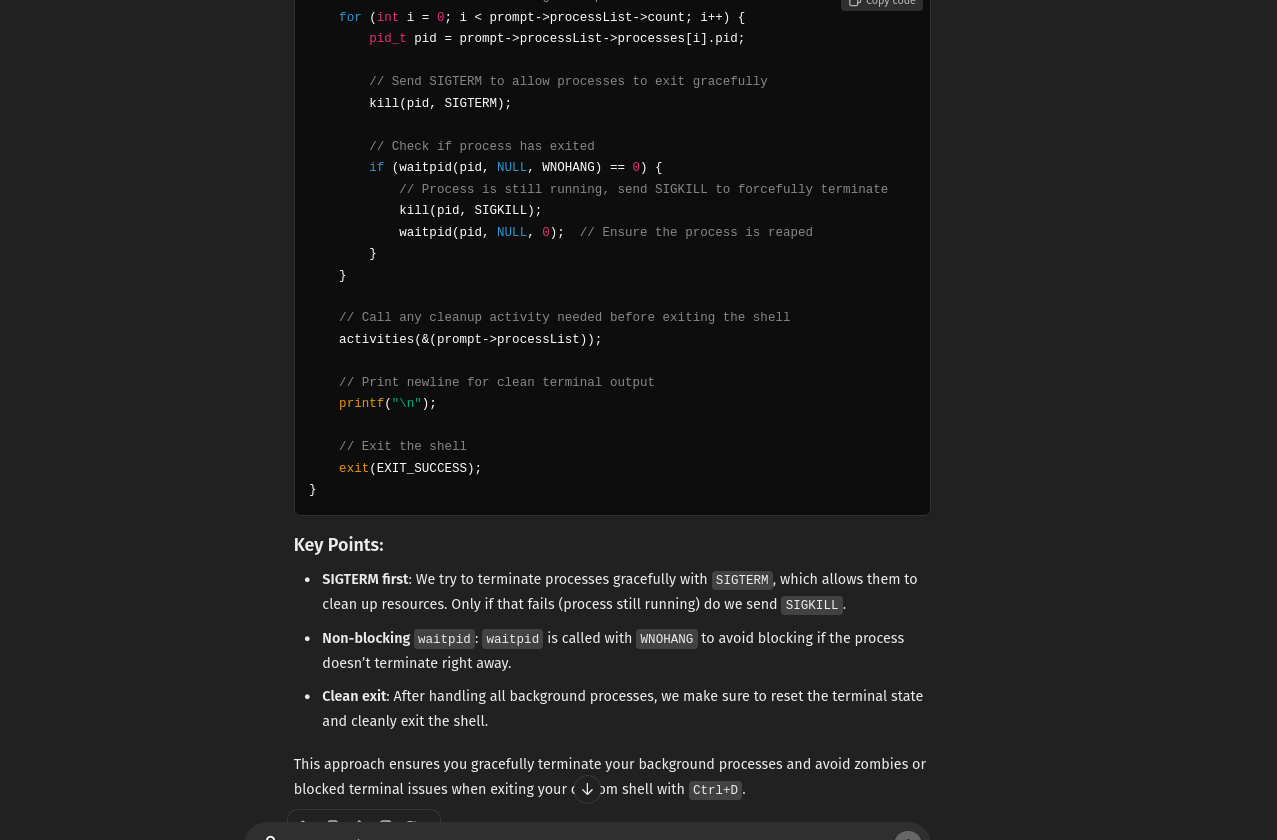 Copy code
for (int i = 0; i < prompt->processList->count; i++) {
pid_t pid = prompt->processList->processes[i].pid;
// Send SIGTERM to allow processes to exit gracefully
kill(pid, SIGTERM);
// Check if process has exited
if (waitpid(pid, NULL, WNOHANG) == 0) {
// Process is still running, send SIGKILL to forcefully terminate
kill(pid, SIGKILL);
waitpid(pid, NULL, 0);  // Ensure the process is reaped
}
}
// Call any cleanup activity needed before exiting the shell
activities(&(prompt->processList));
// Print newline for clean terminal output
printf("\n");
// Exit the shell
exit(EXIT_SUCCESS);
}
Key Points:
• SIGTERM first: We try to terminate processes gracefully with SIGTERM, which allows them to
clean up resources. Only if that fails (process still running) do we send SIGKILL.
• Non-blocking waitpid: waitpid is called with WNOHANG to avoid blocking if the process
doesn’t terminate right away.
• Clean exit: After handling all background processes, we make sure to reset the terminal state
and cleanly exit the shell.
This approach ensures you gracefully terminate your background processes and avoid zombies or
blocked terminal issues when exiting your shell with Ctrl+D.